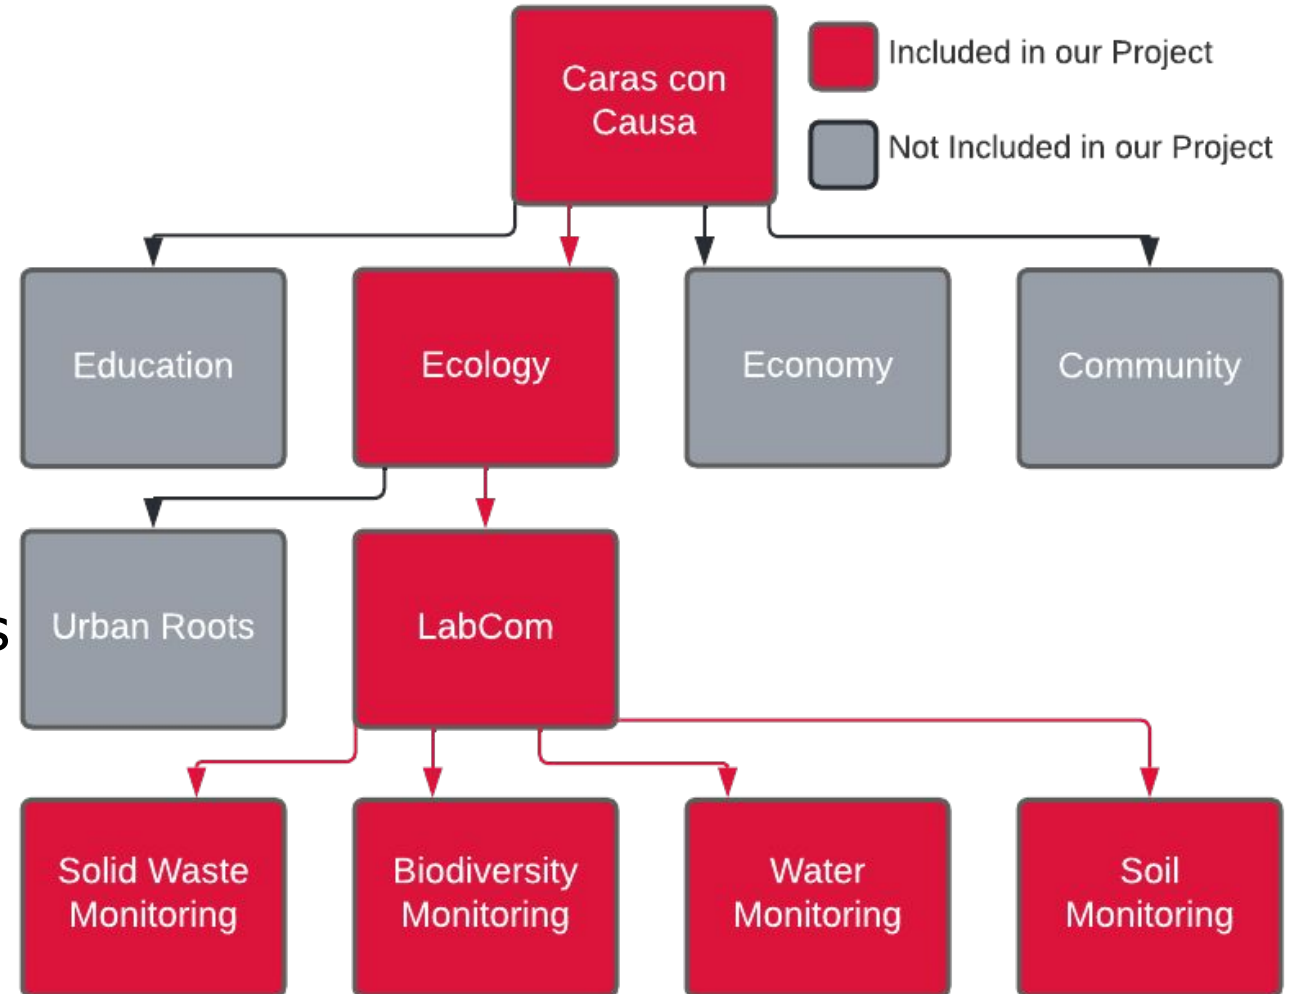 Caras con
Causa
Included in our Project
Not Included in our Project
Education
Ecology
Economy
Community
Urban Roots
LabCom
s
Solid Waste
Monitoring
Biodiversity
Monitoring
Water
Monitoring
Soil
Monitoring